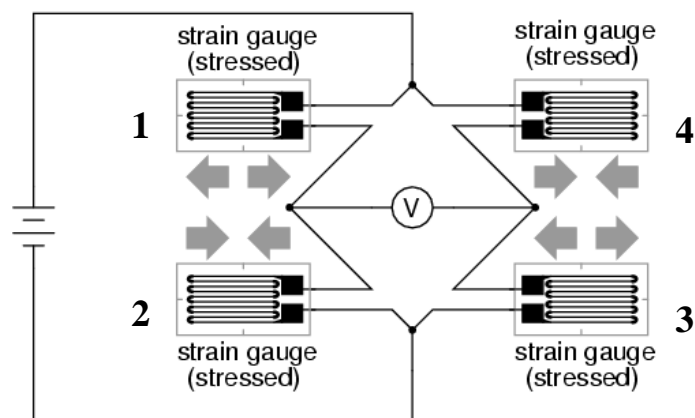 strain gauge
(stressed)
strain gauge
(stressed)
1
4
V
2
3
strain gauge
(stressed)
strain gauge
(stressed)